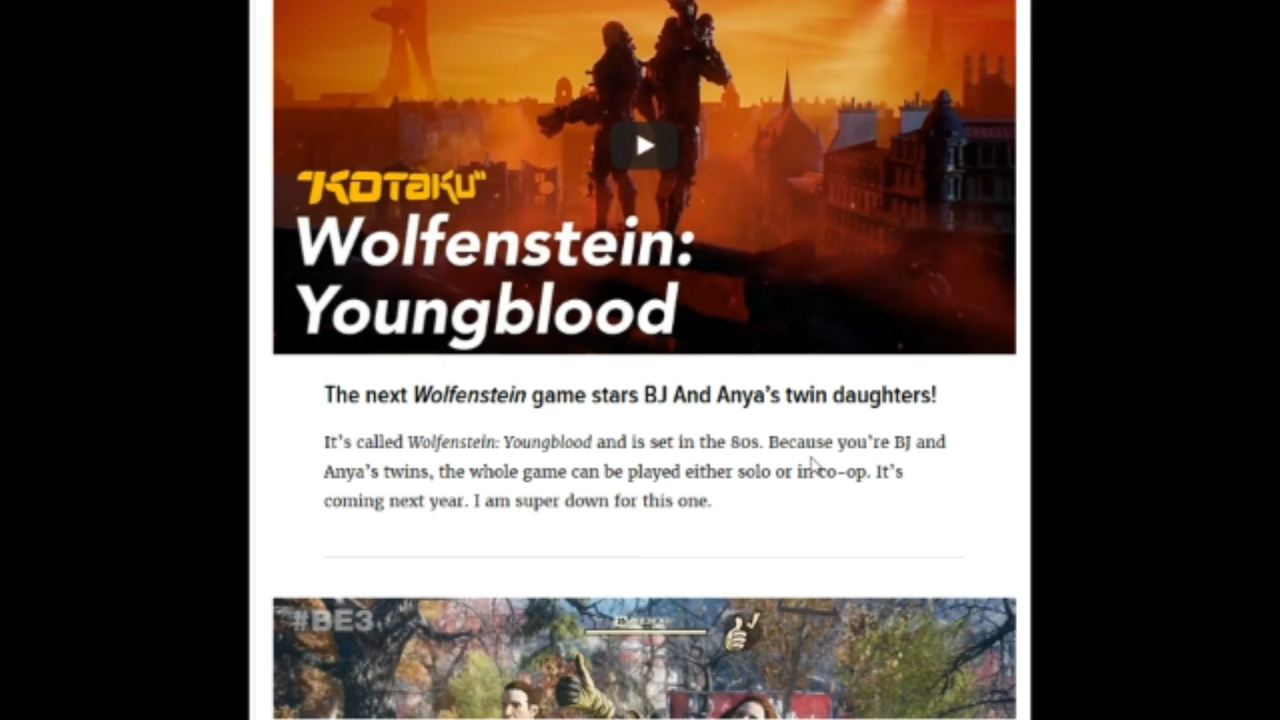 "KOTaKU"
Wolfenstein:
Youngblood
The next Wolfenstein game stars BJ And Anya’s twin daughters!
It’s called Wolfenstein: Youngblood and is set in the 80s. Because you’re BJ and
Anya’s twins, the whole game can be played either solo or in co-op. It’s
coming next year. I am super down for this one.
#BE3